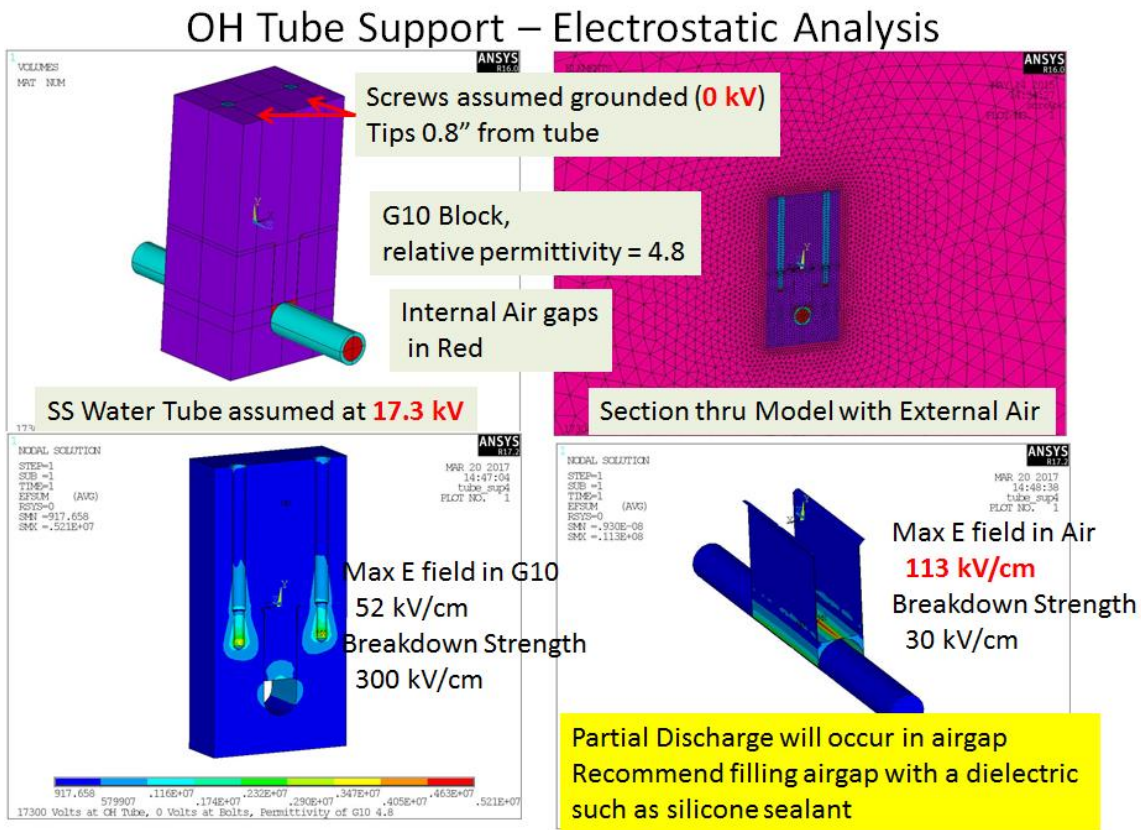 OH Tube Support – Electrostatic Analysis
1
VOLUMES
MAT NUM
ANSYS
R16.0
Screws assumed grounded (0 kV)
Tips 0.8” from tube
G10 Block,
relative permittivity = 4.8
Internal Air gaps
in Red
SS Water Tube assumed at 17.3 kV
ANSYS
R16.0
Section thru Model with External Air
1
NODAL SOLUTION
STEP=1
SUB =1
TIME=1
EFSUM (AVG)
RSYS=0
SMN =917.658
SMX =.521E+07
ANSYS
R17.2
MAR 20 2017
14:47:04
tube_sup4
PLOT NO. 1
Max E field in G10
52 kV/cm
Breakdown Strength
300 kV/cm
917.658 .116E+07 .232E+07 .347E+07 .463E+07
579907 .174E+07 .290E+07 .405E+07 .521E+07
17300 Volts at OH Tube, 0 Volts at Bolts, Permittivity of G10 4.8
1
NODAL SOLUTION
STEP=1
SUB =1
TIME=1
EFSUM (AVG)
RSYS=0
SMN =.930E-08
SMX =.113E+08
ANSYS
R17.2
MAR 20 2017
14:48:38
tube_sup4
PLOT NO. 1
Max E field in Air
113 kV/cm
Breakdown Strength
30 kV/cm
Partial Discharge will occur in airgap
Recommend filling airgap with a dielectric
such as silicone sealant